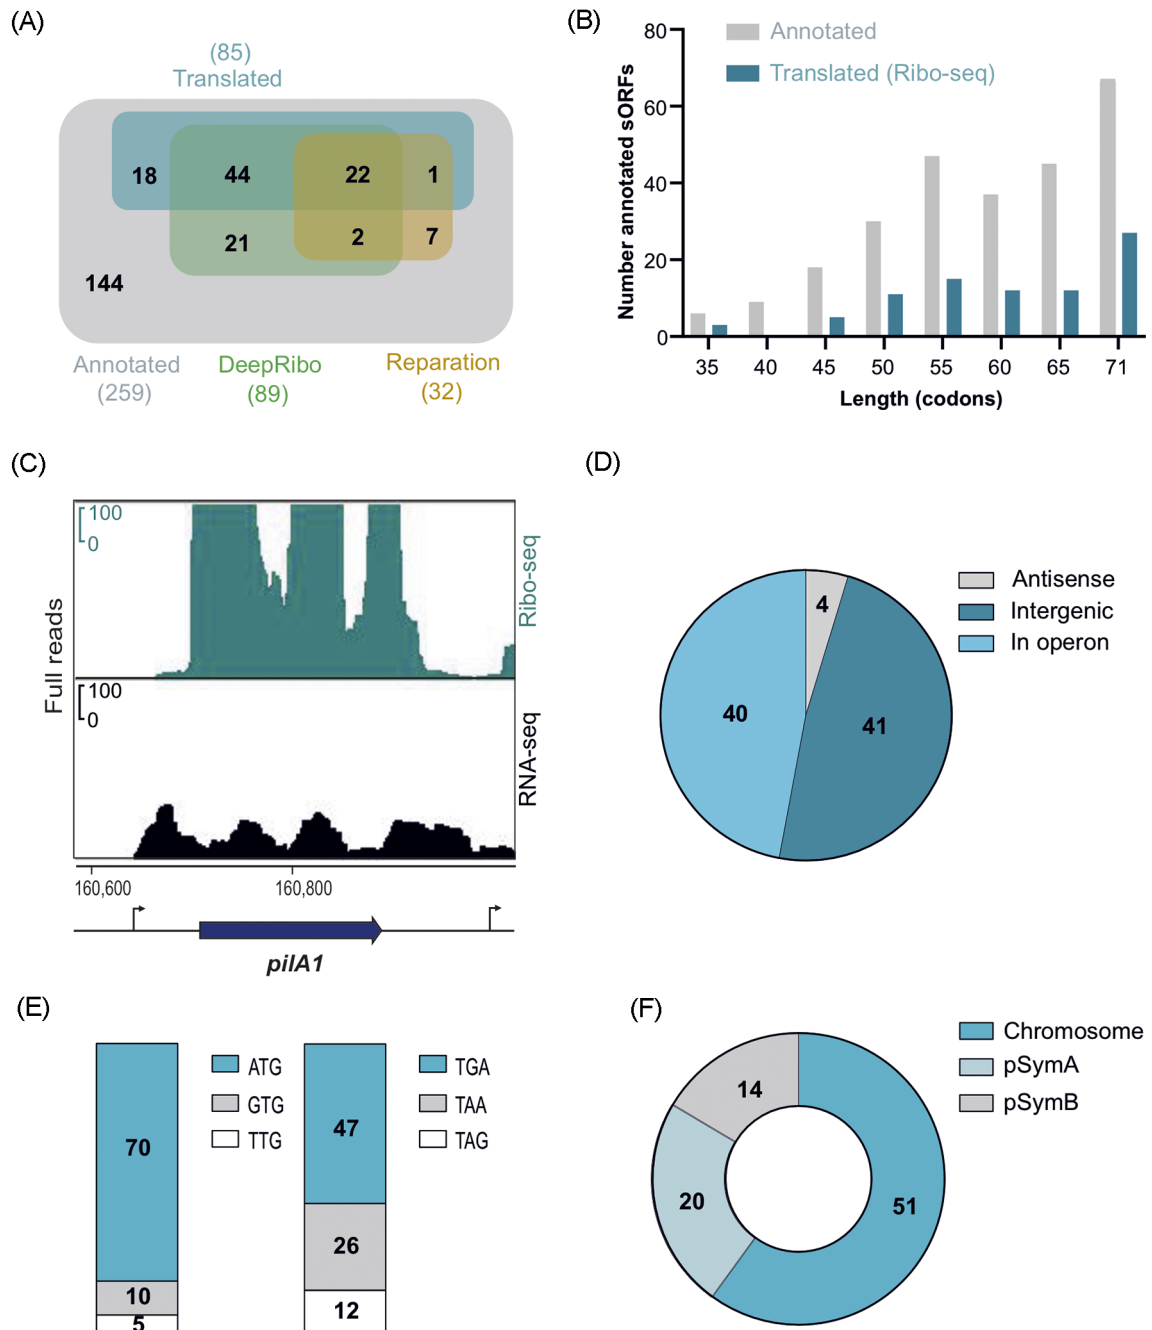 (A)
(85)
Translated
18
44
22
1
21
2
7
144
Annotated
(259)
DeepRibo
(89)
Reparation
(32)
(B)
Number annotated sORFs
80
60
40
20
0
Annotated
Translated (Ribo-seq)
35 40 45 50 55 60 65 71
Length (codons)
(C)
Full reads
100
0
Ribo-seq
100
0
RNA-seq
160,600
160,800
pilA1
(D)
4
40
41
Antisense
Intergenic
In operon
(E)
70
10
5
ATG
GTG
TTG
47
26
12
TGA
TAA
TAG
(F)
14
20
51
Chromosome
pSymA
pSymB